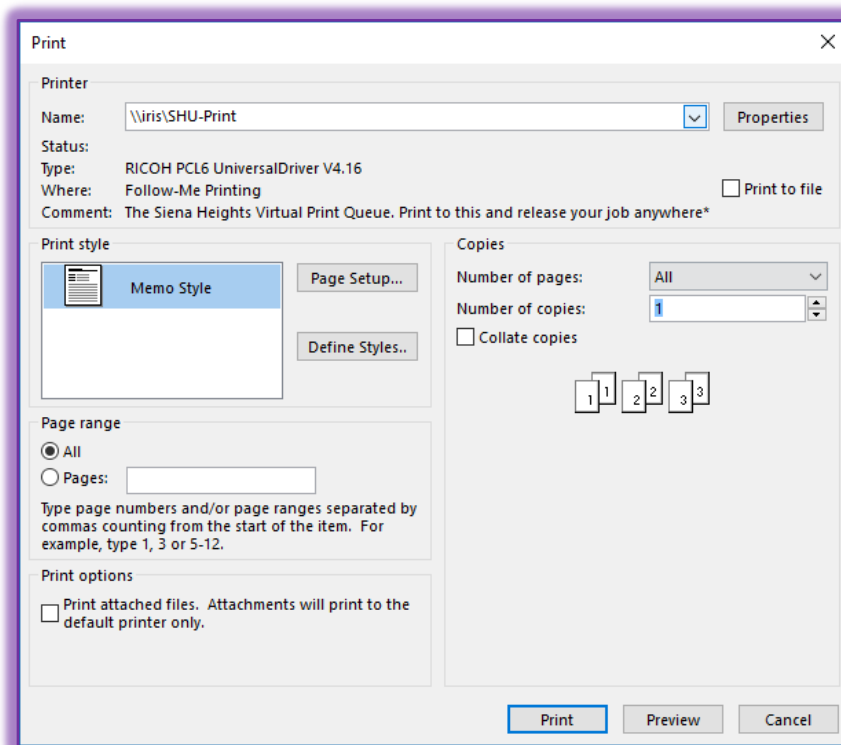 Print
Printer
Name: \\iris\SHU-Print Properties
Status:
Type: RICOH PCL6 UniversalDriver V4.16
Where: Follow-Me Printing Print to file
Comment: The Siena Heights Virtual Print Queue. Print to this and release your job anywhere*
Print style
Memo Style
Page Setup...
Define Styles..
Copies
Number of pages: All
Number of copies: 1
Collate copies
1 1 2 2 3 3
Page range
All
Pages:
Type page numbers and/or page ranges separated by
commas counting from the start of the item. For
example, type 1, 3 or 5-12.
Print options
Print attached files. Attachments will print to the
default printer only.
Print Preview Cancel